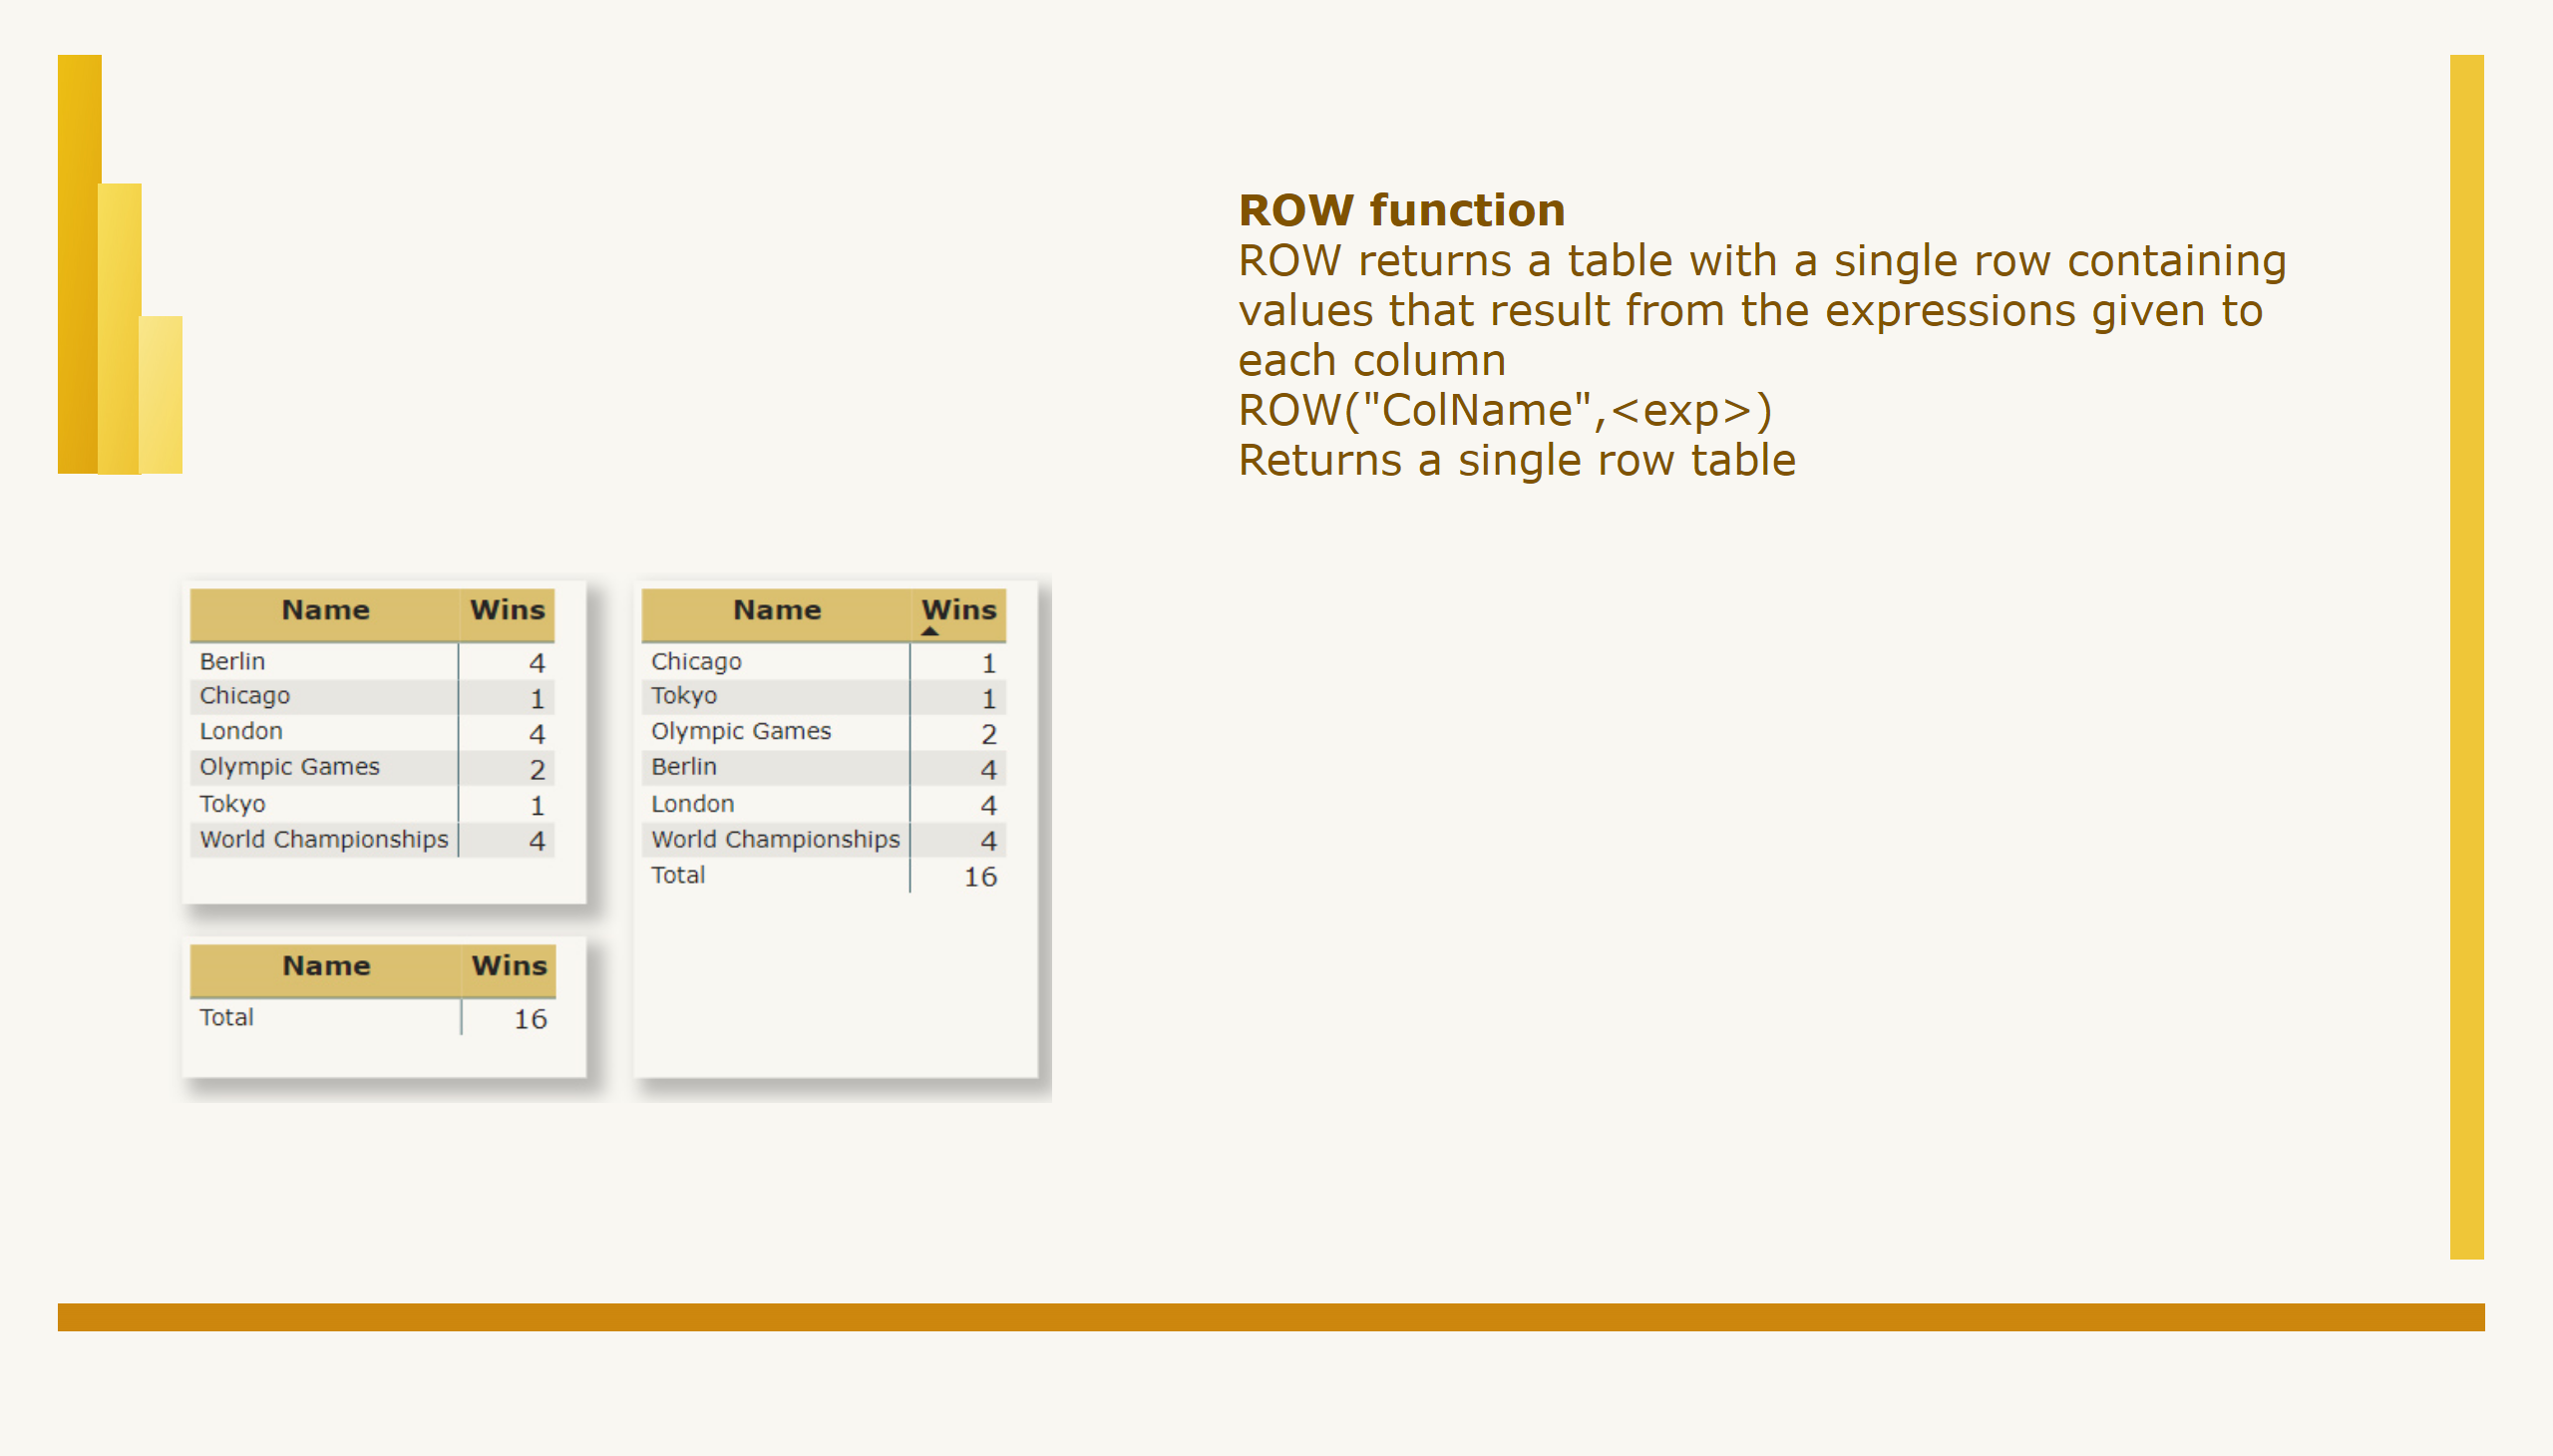 ROW function
ROW returns a table with a single row containing
values that result from the expressions given to
each column
ROW("ColName",<exp>)
Returns a single row table
Name Wins
Berlin 4
Chicago 1
London 4
Olympic Games 2
Tokyo 1
World Championships 4
Name Wins
Total 16
Name Wins
Chicago 1
Tokyo 1
Olympic Games 2
Berlin 4
London 4
World Championships 4
Total 16